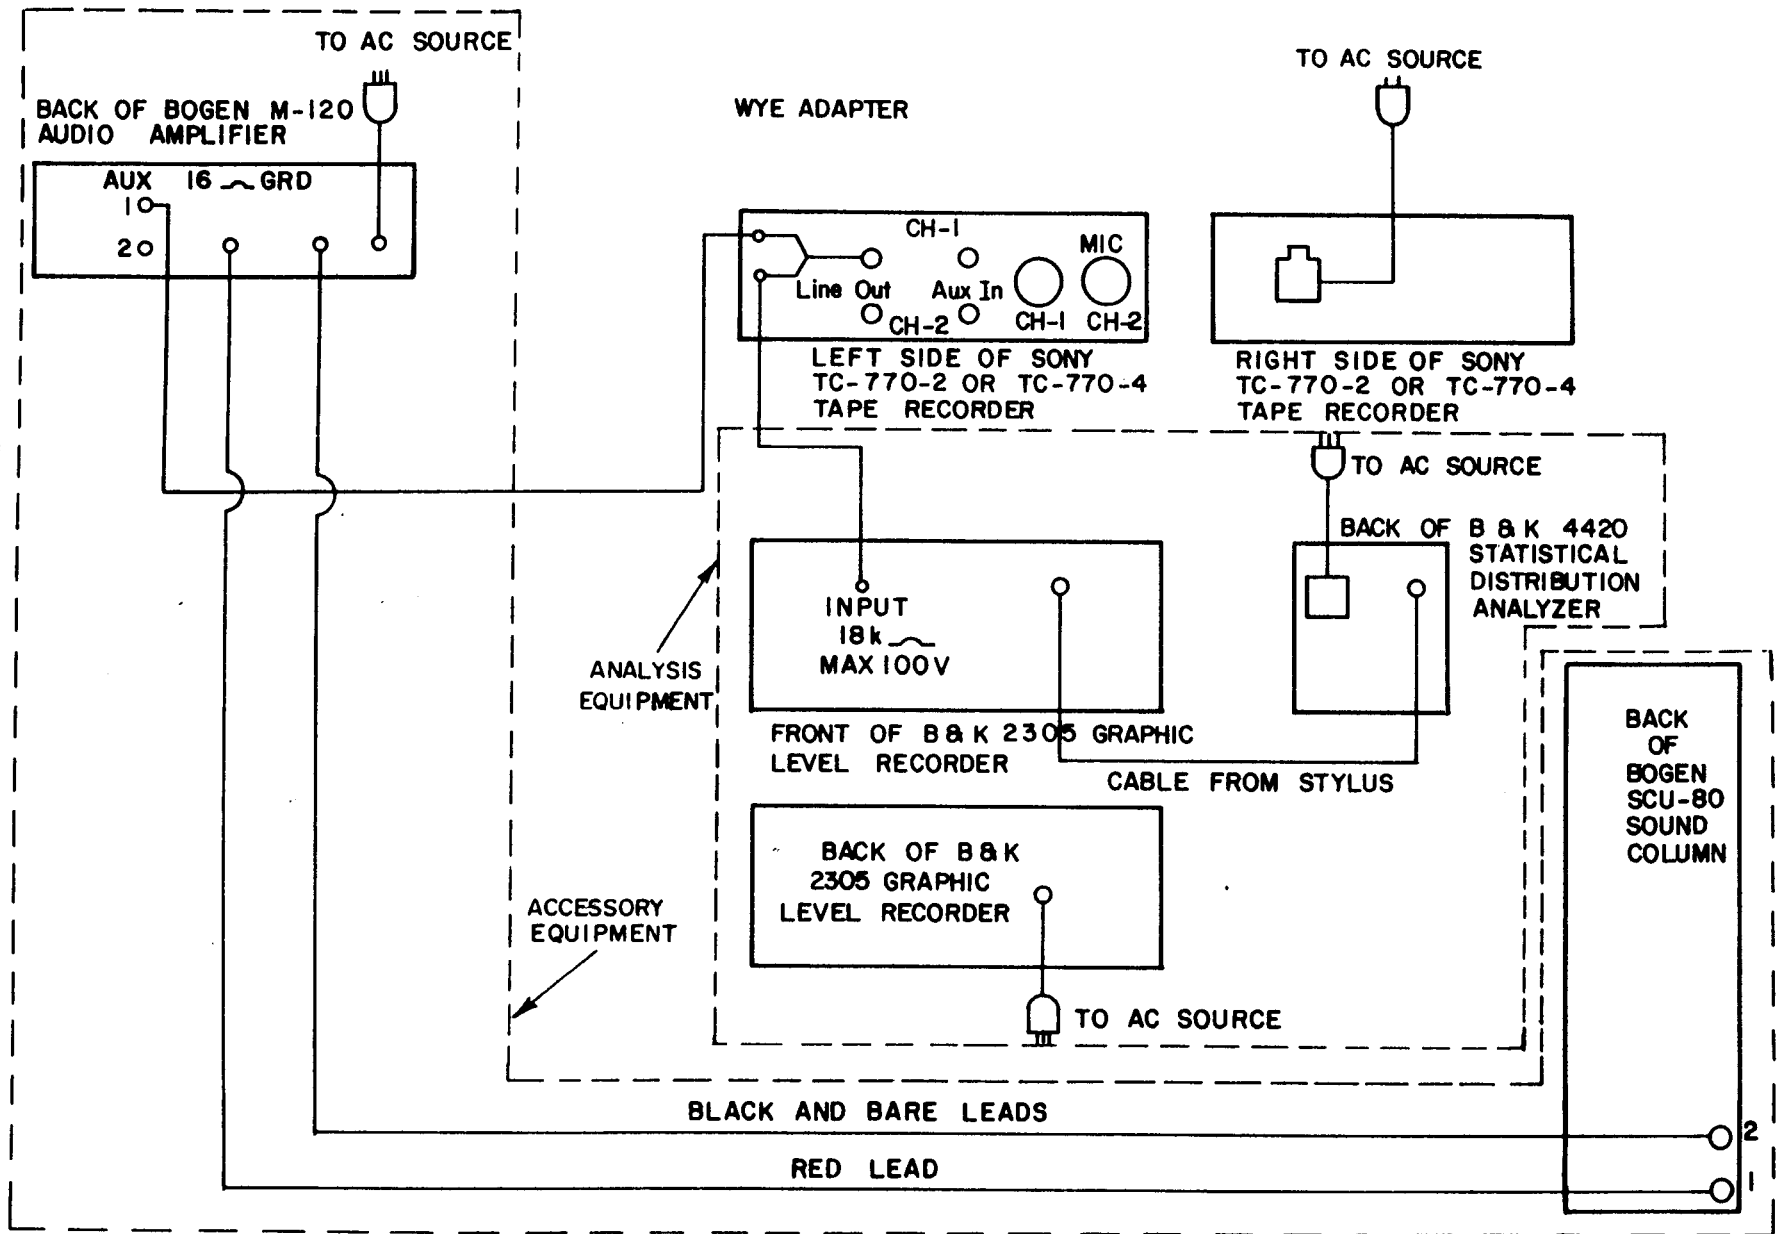 TO AC SOURCE
BACK OF BOGEN M-120
AUDIO AMPLIFIER
AUX 16 GRD
1
2
WYE ADAPTER
TO AC SOURCE
CH-1
MIC
Line Out Aux In
CH-2 CH-1 CH-2
LEFT SIDE OF SONY
TC-770-2 OR TC-770-4
TAPE RECORDER
RIGHT SIDE OF SONY
TC-770-2 OR TC-770-4
TAPE RECORDER
TO AC SOURCE
BACK OF B & K 4420
STATISTICAL
DISTRIBUTION
ANALYZER
INPUT
18k
MAX 100V
ANALYSIS
EQUIPMENT
FRONT OF B & K 2305 GRAPHIC
LEVEL RECORDER
CABLE FROM STYLUS
BACK
OF
BOGEN
SCU-80
SOUND
COLUMN
BACK OF B & K
2305 GRAPHIC
LEVEL RECORDER
ACCESSORY
EQUIPMENT
TO AC SOURCE
BLACK AND BARE LEADS
2
RED LEAD
1